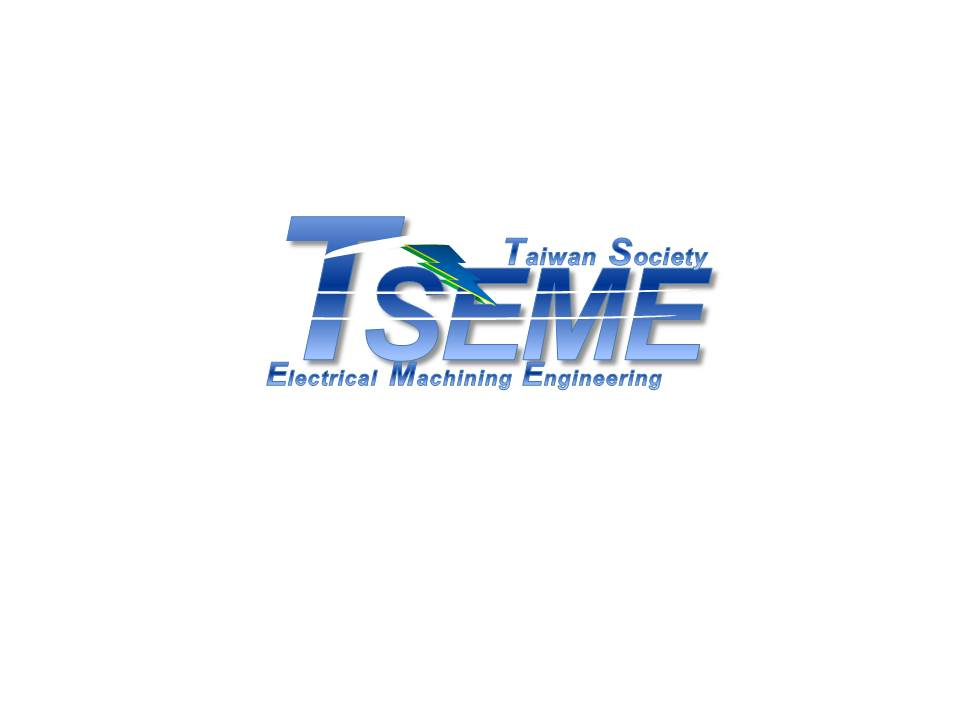 Taiwan Society
TSEME
Electrical Machining Engineering